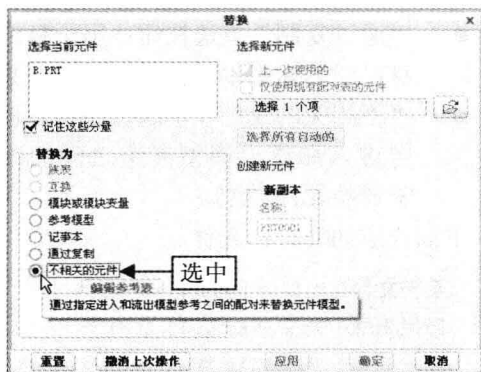 替换
选择当前元件
B.PRT
记住这些分量
替换为
族表
互换
模块或模块变量
参考模型
记事本
通过复制
不相关的元件
选中
编辑参考表
通过指定进入和流出模型参考之间的配对来替换元件模型。
选择新元件
上一次使用的
仅使用现有配对表的元件
选择 1 个项
选择所有自动的
创建新元件
新副本
名称:
PRT0001
重置
撤消上次操作
应用
确定
取消